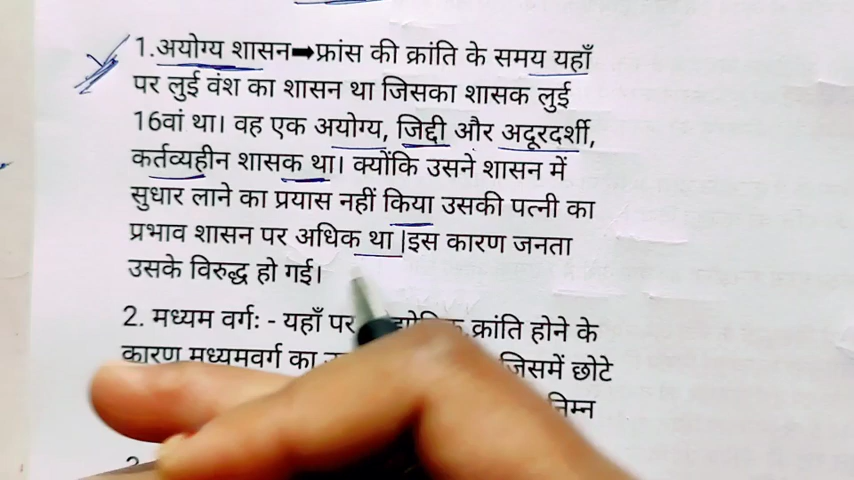 1.अयोग्य शासन➡फ्रांस की क्रांति के समय यहाँ
पर लुई वंश का शासन था जिसका शासक लुई
16वां था। वह एक अयोग्य, जिद्दी और अदूरदर्शी,
कर्तव्यहीन शासक था। क्योंकि उसने शासन में
सुधार लाने का प्रयास नहीं किया उसकी पत्नी का
प्रभाव शासन पर अधिक था |इस कारण जनता
उसके विरुद्ध हो गई।
2. मध्यम वर्गः - यहाँ पर क्रांति होने के
कारण मध्यमवर्ग का जिसमें छोटे
निम्न